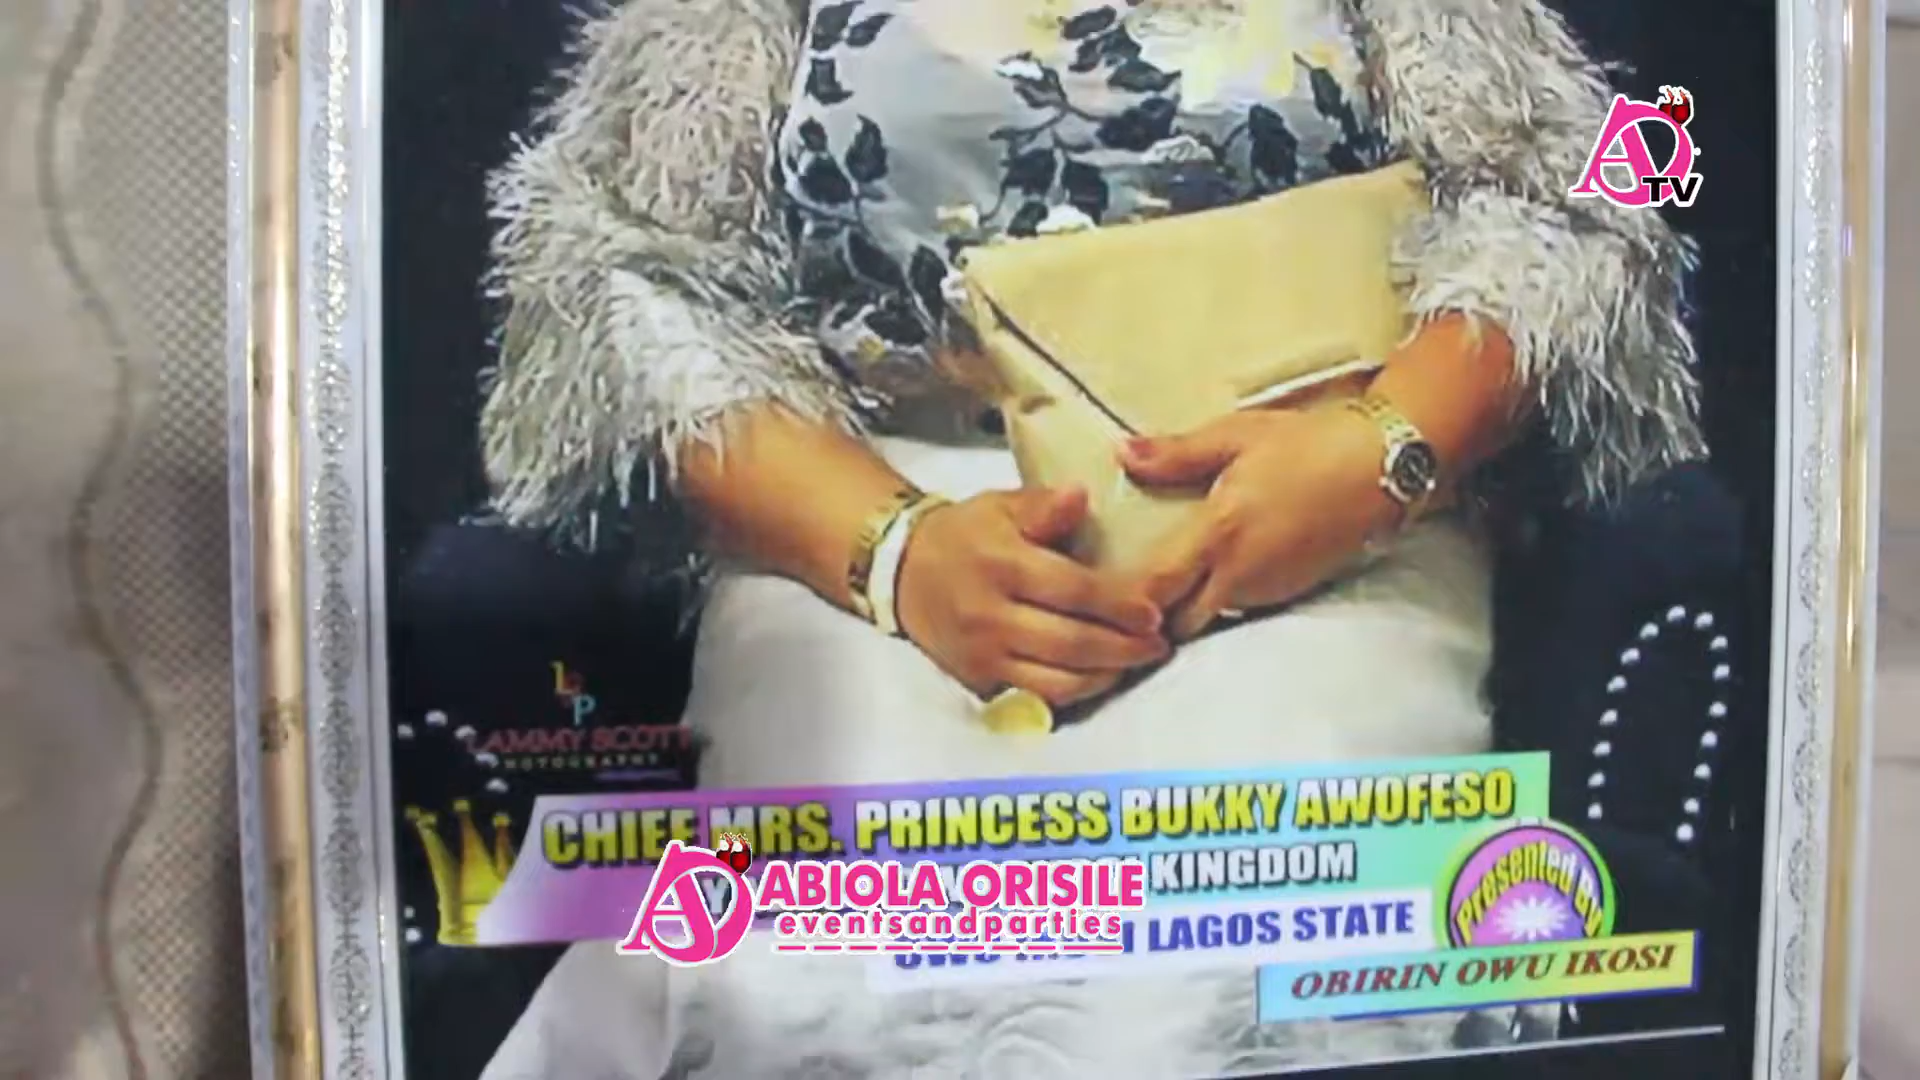 TV
LAMMY SCOTT
PHOTOGRAPHY
CHIEF MRS. PRINCESS BUKKY AWOFESO
KINGDOM
ABIOLA ORISILE
eventsandparties
LAGOS STATE
Presented By
OBIRIN OWU IKOSI